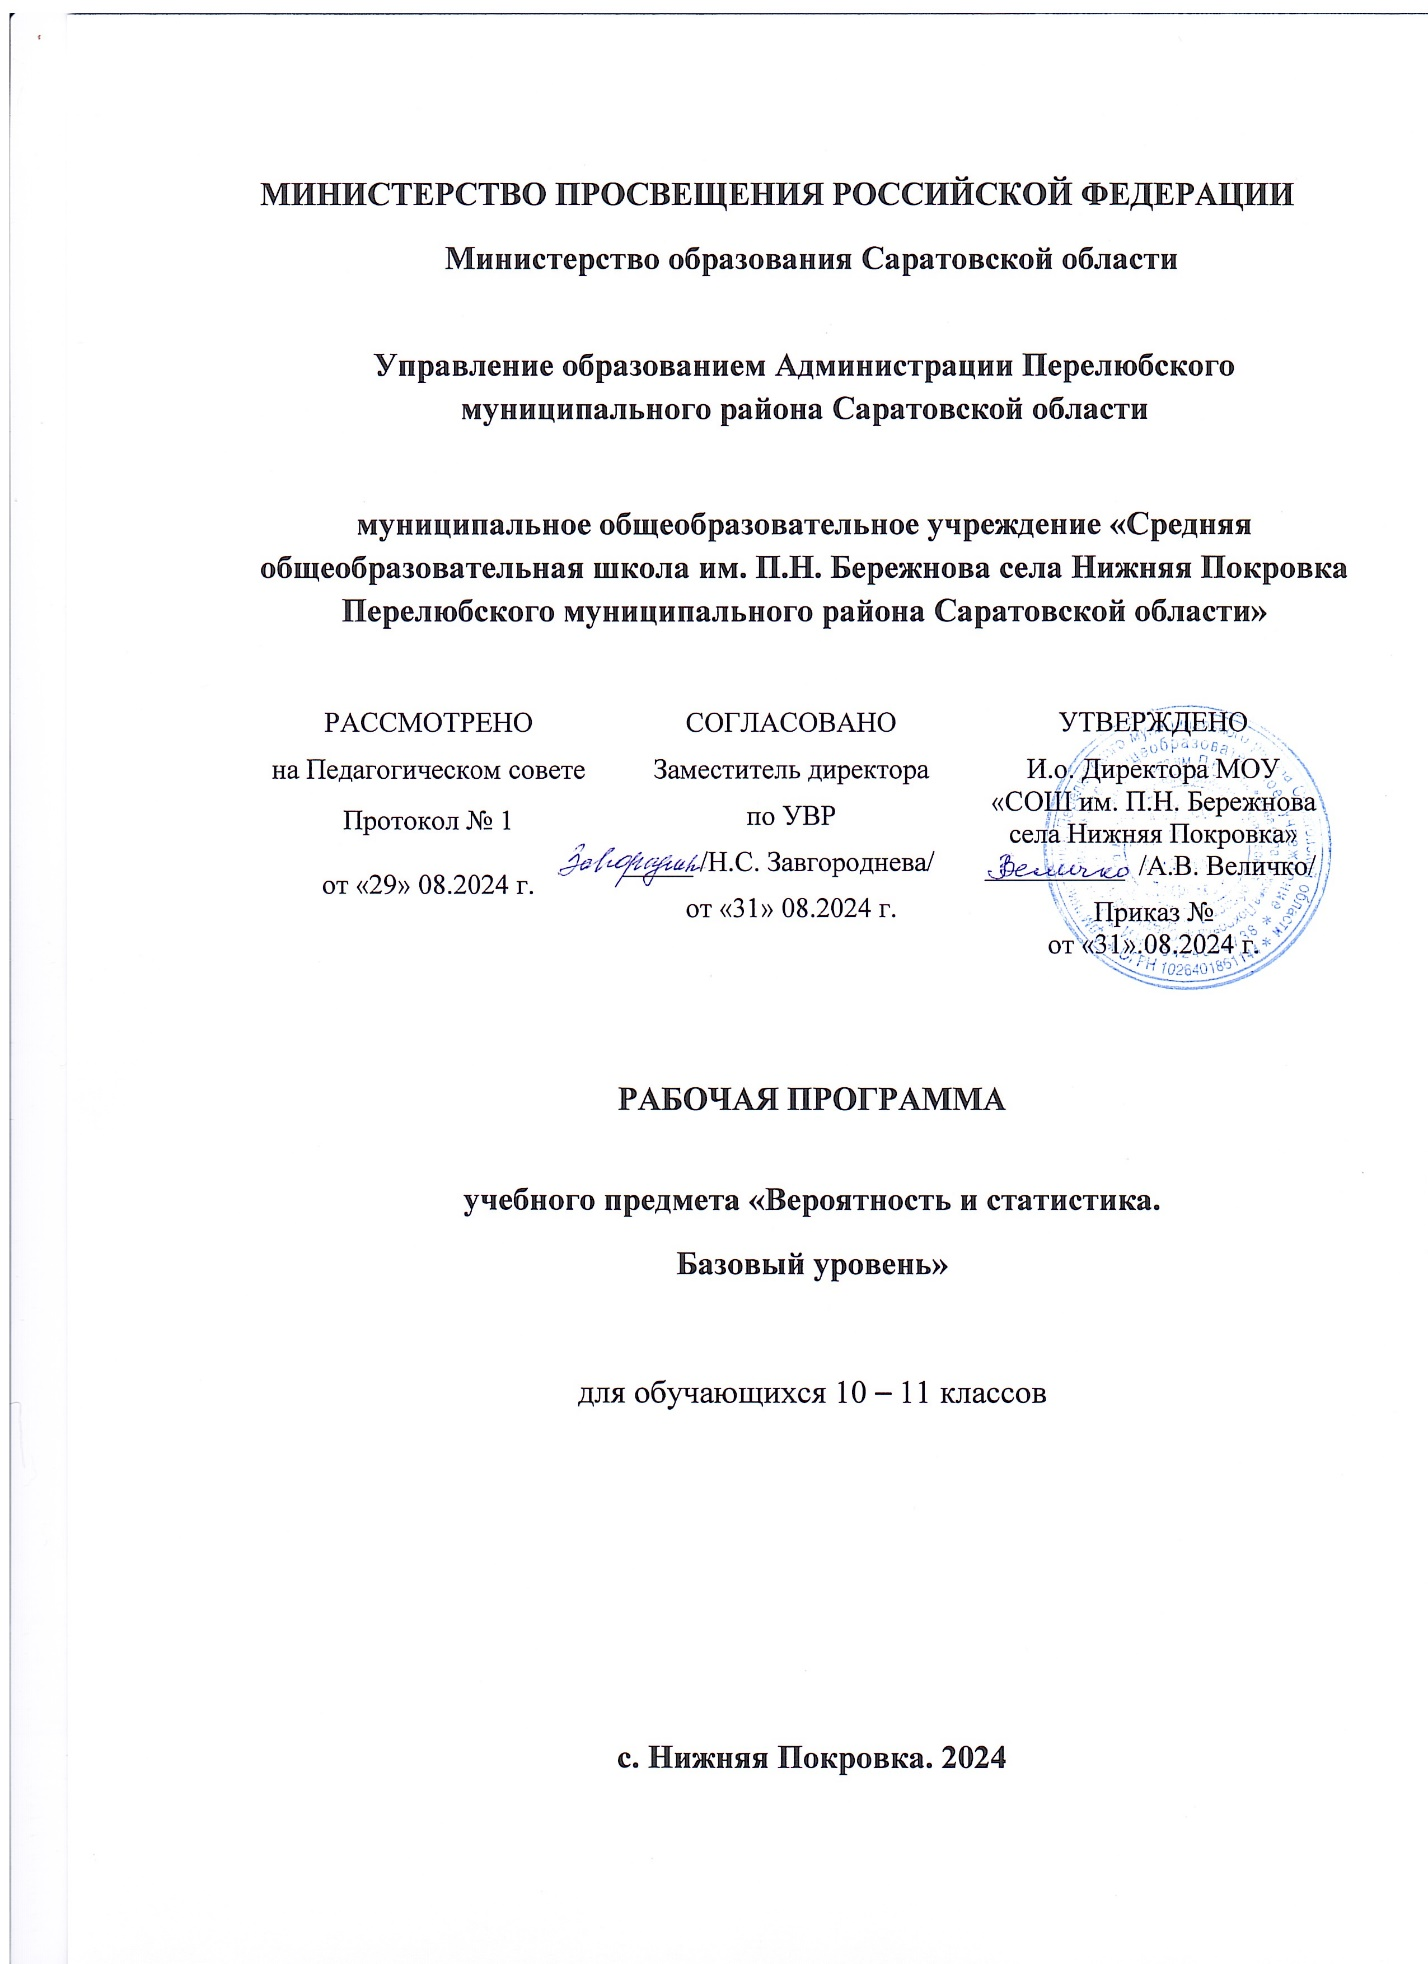 МИНИСТЕРСТВО ПРОСВЕЩЕНИЯ РОССИЙСКОЙ ФЕДЕРАЦИИ
Министерство образования Саратовской области
Управление образованием Администрации Перелюбского
муниципального района Саратовской области
муниципальное общеобразовательное учреждение «Средняя
общеобразовательная школа им. П.Н. Бережнова села Нижняя Покровка
Перелюбского муниципального района Саратовской области»
РАССМОТРЕНО
на Педагогическом совете
Протокол № 1
от «29» 08.2024 г.
СОГЛАСОВАНО
Заместитель директора
по УВР
/Н.С. Завгороднева/
от «31» 08.2024 г.
УТВЕРЖДЕНО
И.о. Директора МОУ
«СОШ им. П.Н. Бережнова
села Нижняя Покровка»
Величко /А.В. Величко/
Приказ №
от «31».08.2024 г.
РАБОЧАЯ ПРОГРАММА
учебного предмета «Вероятность и статистика.
Базовый уровень»
для обучающихся 10 – 11 классов
с. Нижняя Покровка. 2024